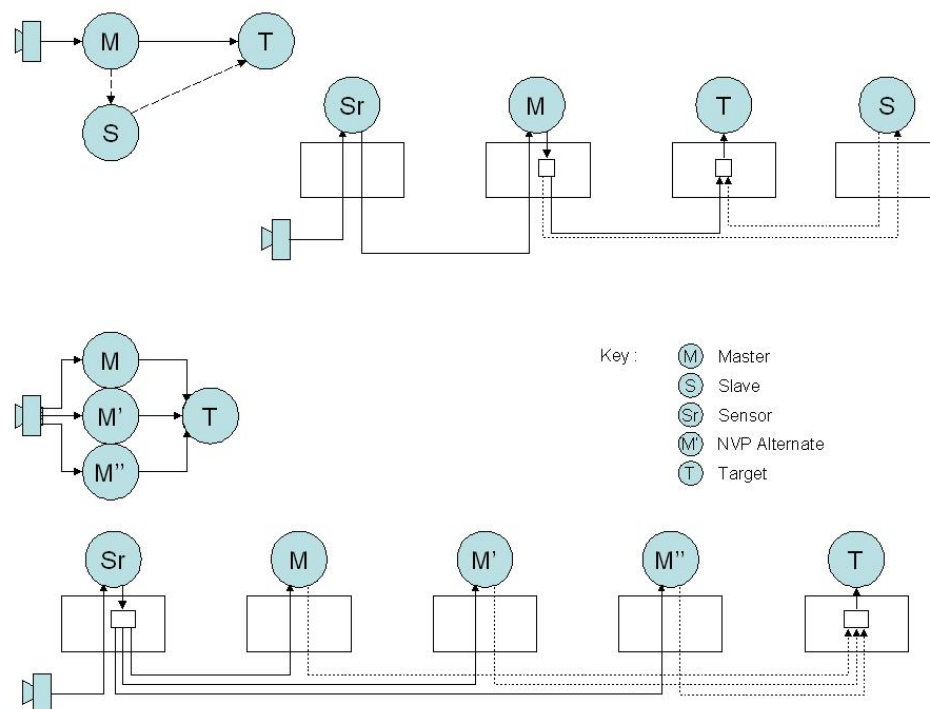 M
T
S
Sr
M
T
S
M
M'
M"
T
Key :
M Master
S Slave
Sr Sensor
M' NVP Alternate
T Target
Sr
M
M'
M"
T